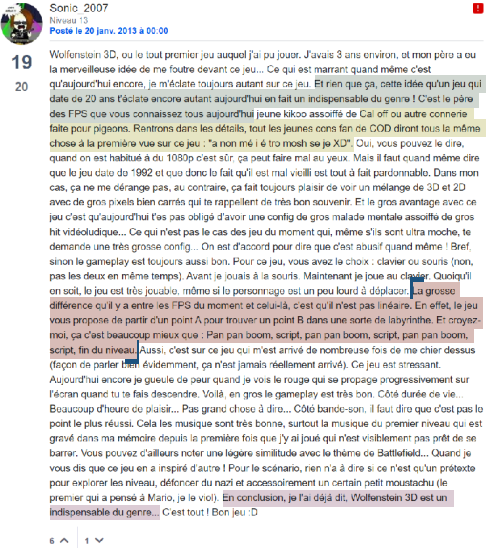 Sonic_2007
Niveau 13
Posté le 20 janv. 2013 à 00:00
19
20
Wolfenstein 3D, ou le tout premier jeu auquel j'ai pu jouer. J'avais 3 ans environ, et mon père a eu
la merveilleuse idée de me foutre devant ce jeu... Ce qui est marrant quand même c'est
qu'aujourd'hui encore, je m'éclate toujours autant sur ce jeu. Et rien que ça, cette idée qu'un jeu qui
date de 20 ans t'éclate encore autant aujourd'hui en fait un indispensable du genre ! C'est le père
des FPS que vous connaissez tous aujourd'hui jeune kikoo assoiffé de Cal off ou autre connerie
faite pour pigeons. Rentrons dans les détails, tout les jeunes cons fan de COD diront tous la même
chose à la première vue sur ce jeu : "a non mé i é tro mosh se je XD". Oui, vous pouvez le dire,
quand on est habitué à du 1080p c'est sûr, ça peut faire mal au yeux. Mais il faut quand même dire
que le jeu date de 1992 et que donc le fait qu'il est mal vieilli est tout à fait pardonnable. Dans mon
cas, ça ne me dérange pas, au contraire, ça fait toujours plaisir de voir un mélange de 3D et 2D
avec de gros pixels bien carrés qui te rappellent de très bon souvenir. Et le gros avantage avec ce
jeu c'est qu'aujourd'hui t'es pas obligé d'avoir une config de gros malade mentale assoiffé de gros
hit vidéoludique... Ce qui n'est pas le cas des jeu du moment qui, même s'ils sont ultra moche, te
demande une très grosse config... On est d'accord pour dire que c'est abusif quand même ! Bref,
sinon le gameplay est toujours aussi bon. Pour ce jeu, vous avez le choix : clavier ou souris (non,
pas les deux en même temps). Avant je jouais à la souris. Maintenant je joue au clavier. Quoiqu'il
en soit, le jeu est très jouable, même si le personnage est un peu lourd à déplacer. La grosse
différence qu'il y a entre les FPS du moment et celui-là, c'est qu'il n'est pas linéaire. En effet, le jeu
vous propose de partir d'un point A pour trouver un point B dans une sorte de labyrinthe. Et croyez-
moi, ça c'est beaucoup mieux que : Pan pan boom, script, pan pan boom, script, pan pan boom,
script, fin du niveau. Aussi, c'est sur ce jeu qui m'est arrivé de nombreuse fois de me chier dessus
(façon de parler bien évidemment, ça n'est jamais réellement arrivé). Ce jeu est stressant.
Aujourd'hui encore je gueule de peur quand je vois le rouge qui se propage progressivement sur
l'écran quand tu te fais descendre. Voilà, en gros le gameplay est très bon. Côté durée de vie...
Beaucoup d'heure de plaisir... Pas grand chose à dire... Côté bande-son, il faut dire que c'est pas le
point le plus réussi. Cela les musique sont très bonne, surtout la musique du premier niveau qui est
gravé dans ma mémoire depuis la première fois que j'y ai joué qui n'est visiblement pas prêt de se
barrer. Vous pouvez d'ailleurs noter une légère similitude avec le thème de Battlefield... Quand je
vous dis que ce jeu en a inspiré d'autre ! Pour le scénario, rien n'a à dire si ce n'est qu'un prétexte
pour explorer les niveau, défoncer du nazi et accessoirement un certain petit moustachu (le
premier qui a pensé à Mario, je le viol). En conclusion, je l'ai déjà dit, Wolfenstein 3D est un
indispensable du genre... C'est tout ! Bon jeu :D
6
1